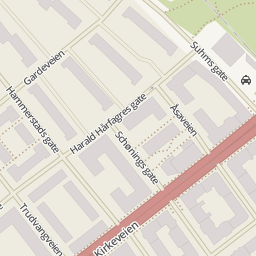 Gardeveien
Suhms gate
Hammerstads gate
Harald Hårfagres gate
Åsaveien
Schønings gate
Trudvangveien
Kirkeveien